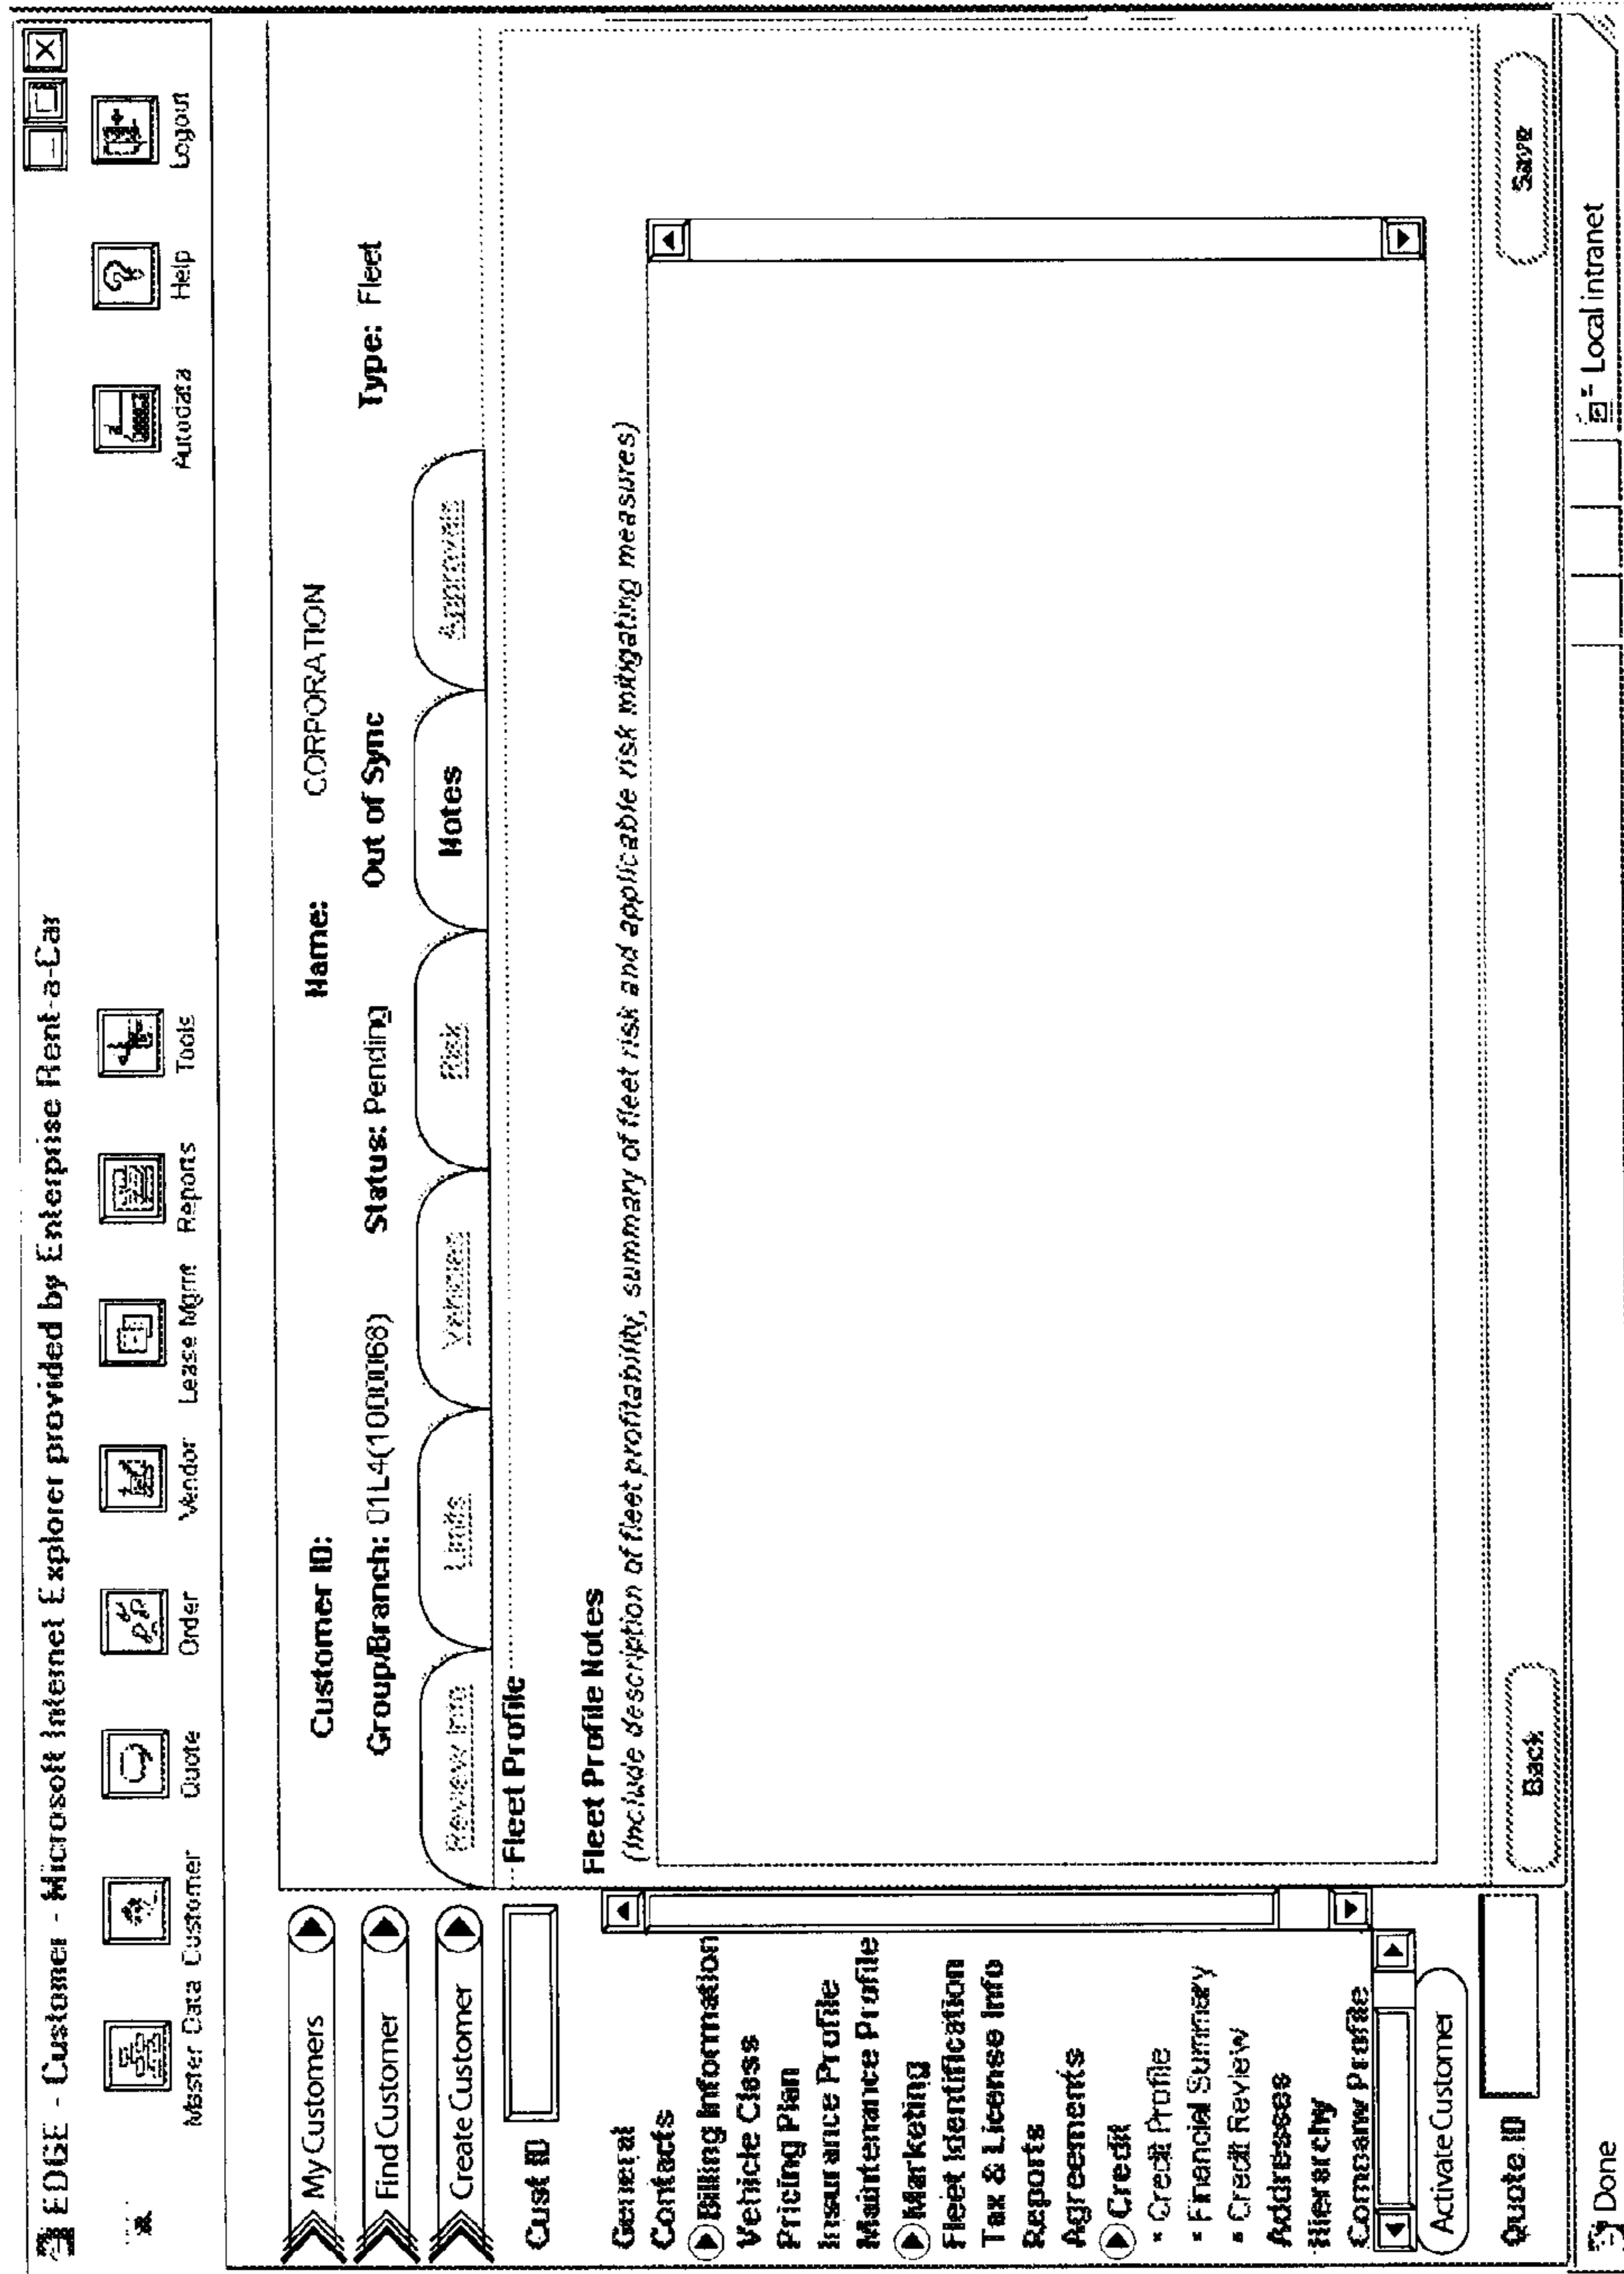 EDGE - Customer - Microsoft Internet Explorer provided by Enterprise Rent-a-Car
Master Data Customer Quote Order Vendor Lease Mgmt Reports Tools Autodata Help Logout
My Customers
Find Customer
Create Customer
Cust ID
General
Contacts
Billing Information
Vehicle Class
Pricing Plan
Insurance Profile
Maintenance Profile
Marketing
Fleet Identification
Tax & License Info
Reports
Agreements
Credit
Credit Profile
Financial Summary
Credit Review
Addresses
Hierarchy
Company Profile
Activate Customer
Quote ID
Customer ID: Name: CORPORATION
Group/Branch: 01L4(100068) Status: Pending Out of Sync Type: Fleet
Review Info Limits Vehicles Risk Notes Approvals
Fleet Profile
Fleet Profile Notes
(Include description of fleet profitability, summary of fleet risk and applicable risk mitigating measures)
Back Save
Done Local intranet